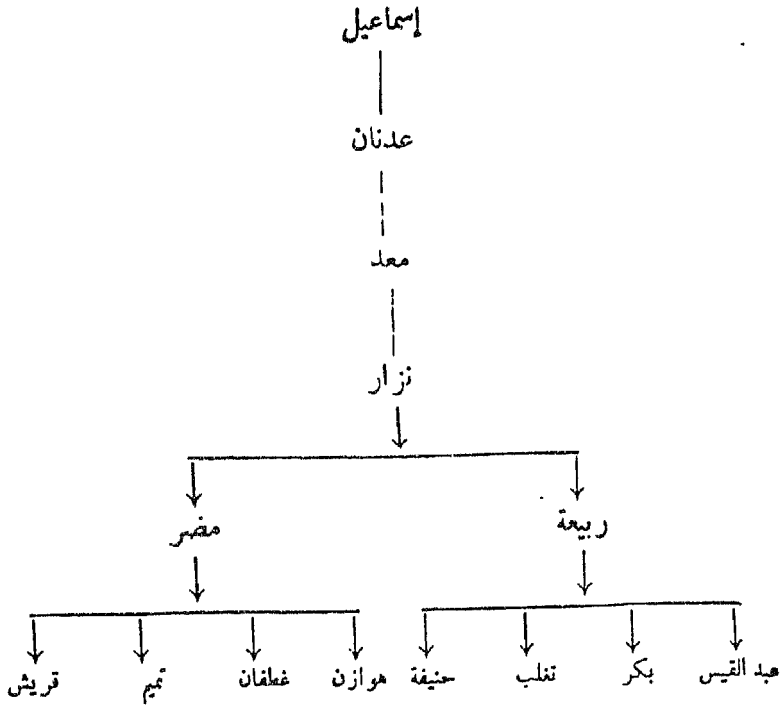 إسماعيل
عدنان
معد
نزار
ربيعة مضر
عبد القيس بكر تغلب حنيفة هوازن غطفان تميم قريش